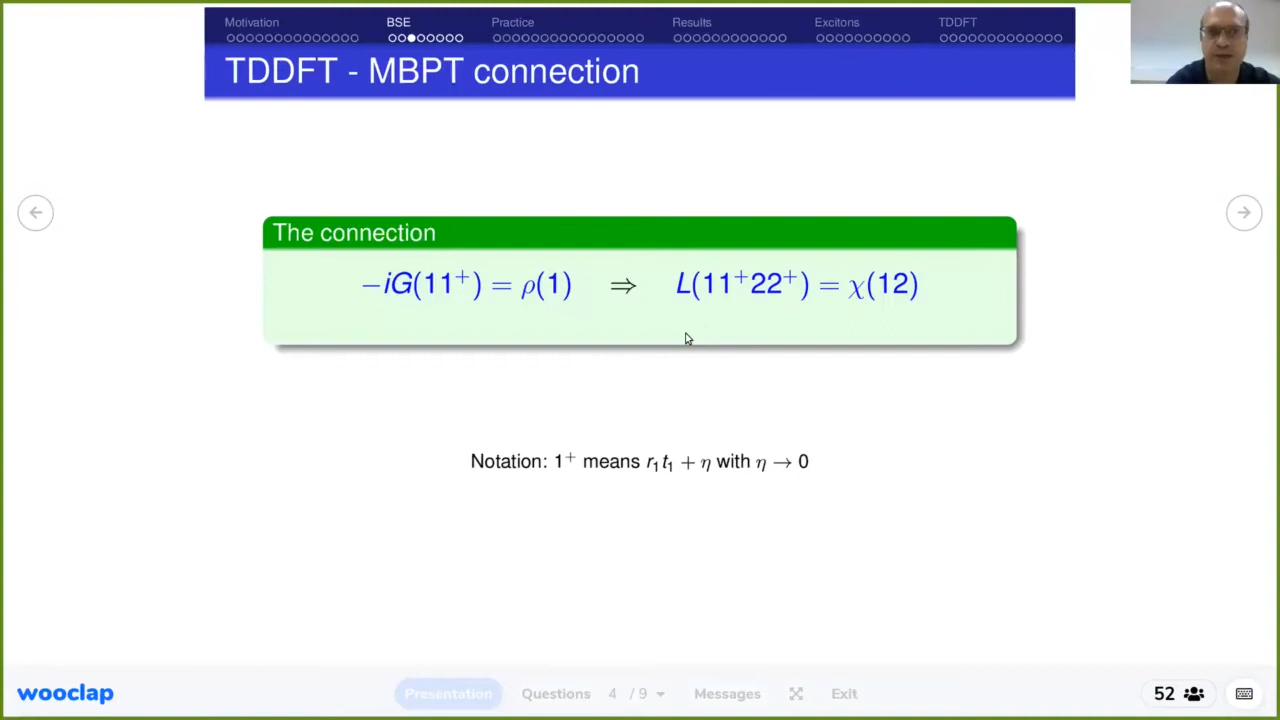 Motivation BSE Practice Results Excitons TDDFT
TDDFT - MBPT connection
The connection
−iG(11⁺) = ρ(1) ⇒ L(11⁺22⁺) = χ(12)
Notation: 1⁺ means r₁t₁ + η with η → 0
wooclap Presentation Questions 4 / 9 Messages Exit 52